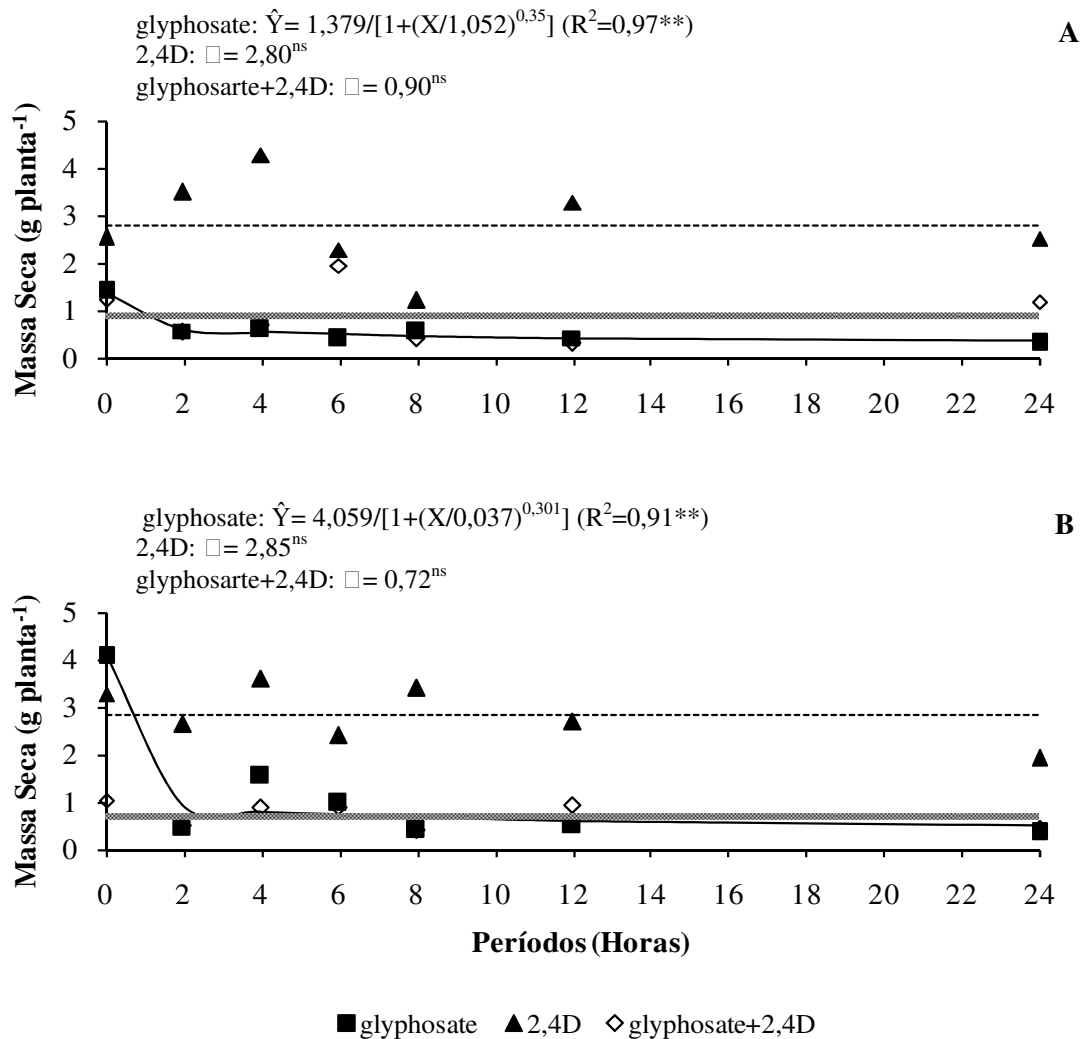 glyphosate: Ŷ= 1,379/[1+(X/1,052)^0,35] (R²=0,97**)
A
2,4D: □= 2,80^ns
glyphosarte+2,4D: □= 0,90^ns
Massa Seca (g planta⁻¹)
5
4
3
2
1
0
0 2 4 6 8 10 12 14 16 18 20 22 24
glyphosate: Ŷ= 4,059/[1+(X/0,037)^0,301] (R²=0,91**)
B
2,4D: □= 2,85^ns
glyphosarte+2,4D: □= 0,72^ns
Massa Seca (g planta⁻¹)
5
4
3
2
1
0
0 2 4 6 8 10 12 14 16 18 20 22 24
Períodos (Horas)
glyphosate 2,4D glyphosate+2,4D